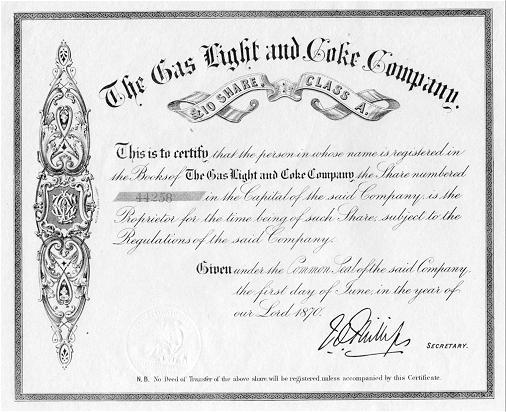 The Gas Light and Coke Company.
£10 SHARE. CLASS A.
This is to certify that the person in whose name is registered in
the Books of The Gas Light and Coke Company, the Share numbered
44258 in the Capital of the said Company, is the
Proprietor for the time being of such Share, subject to the
Regulations of the said Company.
Given under the Common Seal of the said Company,
the first day of June, in the year of
our Lord 1870.
Phillips
SECRETARY.
N.B. No Deed of Transfer of the above share will be registered unless accompanied by this Certificate.